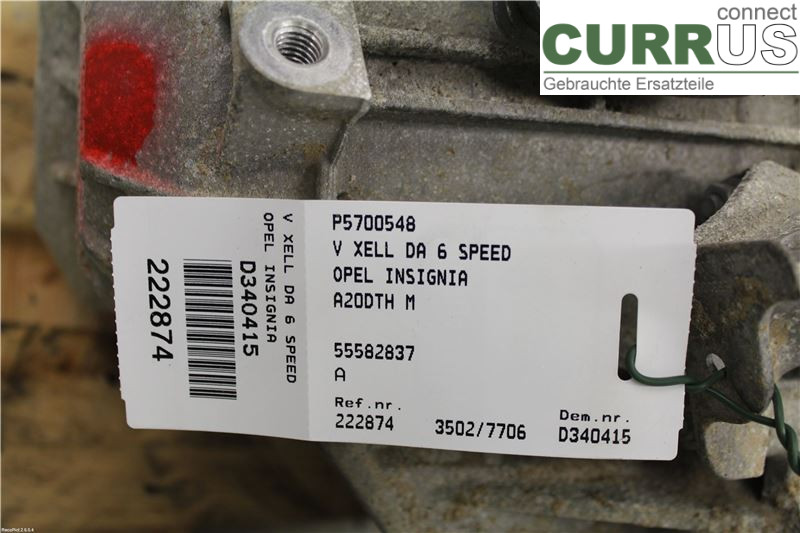 connect
CURRUS
Gebrauchte Ersatzteile
P5700548
V XELL DA 6 SPEED
OPEL INSIGNIA
A20DTH M
55582837
A
Ref.nr.
222874
3502/7706
Dem.nr.
D340415
V XELL DA 6 SPEED
OPEL INSIGNIA
D340415
222874